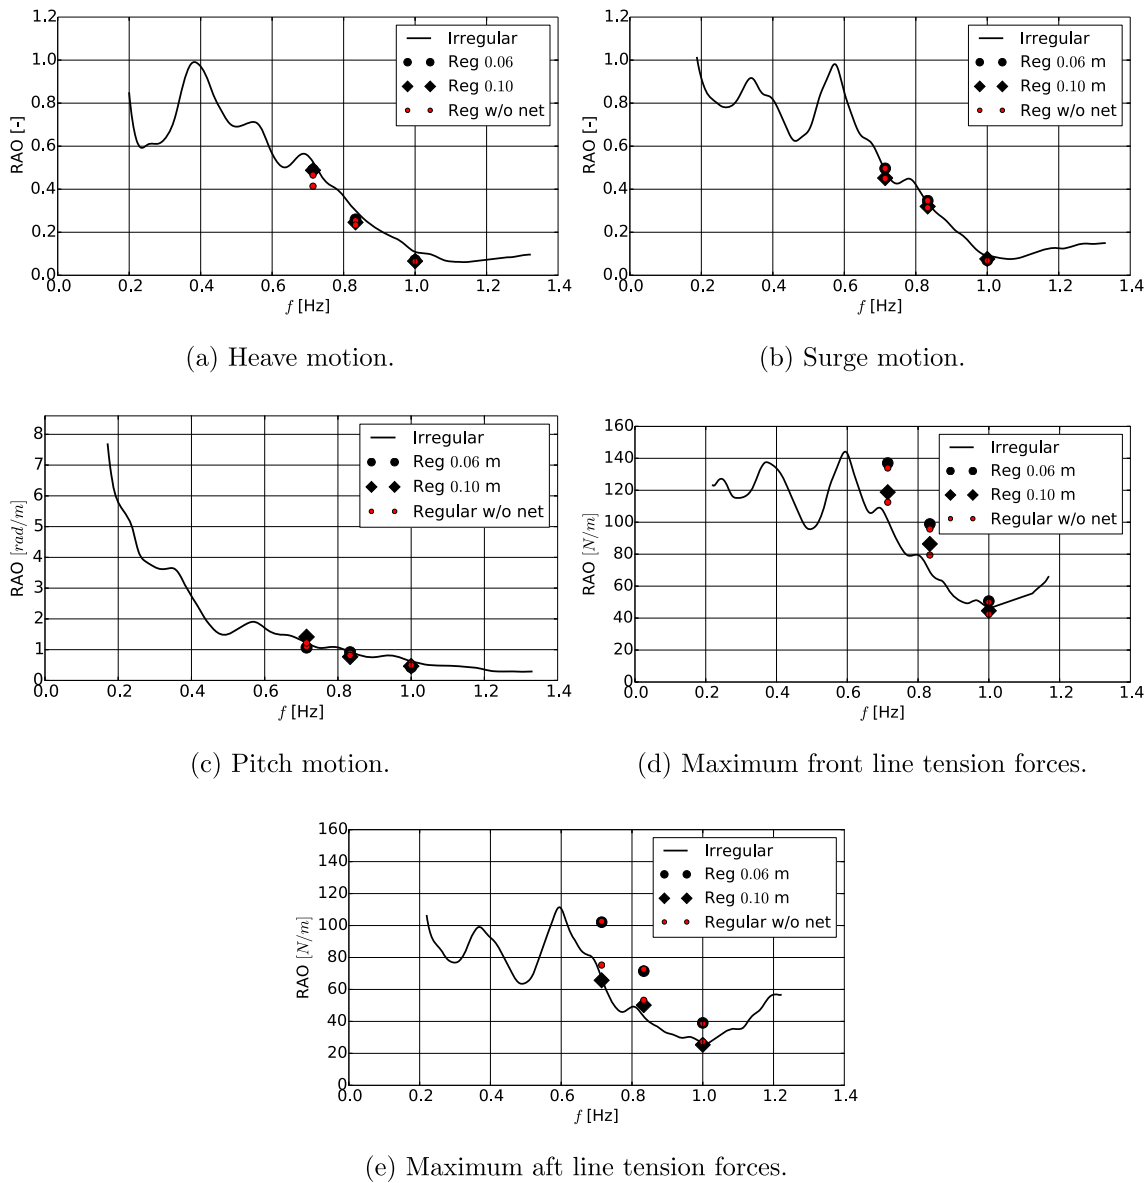 1.2
1.0
0.8
0.6
0.4
0.2
0.0
RAO [-]
0.0 0.2 0.4 0.6 0.8 1.0 1.2 1.4
f [Hz]
Irregular
Reg 0.06
Reg 0.10
Reg w/o net
(a) Heave motion.
1.2
1.0
0.8
0.6
0.4
0.2
0.0
RAO [-]
0.0 0.2 0.4 0.6 0.8 1.0 1.2 1.4
f [Hz]
Irregular
Reg 0.06 m
Reg 0.10 m
Reg w/o net
(b) Surge motion.
8
7
6
5
4
3
2
1
0
RAO [rad/m]
0.0 0.2 0.4 0.6 0.8 1.0 1.2 1.4
f [Hz]
Irregular
Reg 0.06 m
Reg 0.10 m
Regular w/o net
(c) Pitch motion.
160
140
120
100
80
60
40
20
0
RAO [N/m]
0.0 0.2 0.4 0.6 0.8 1.0 1.2 1.4
f [Hz]
Irregular
Reg 0.06 m
Reg 0.10 m
Regular w/o net
(d) Maximum front line tension forces.
160
140
120
100
80
60
40
20
0
RAO [N/m]
0.0 0.2 0.4 0.6 0.8 1.0 1.2 1.4
f [Hz]
Irregular
Reg 0.06 m
Reg 0.10 m
Regular w/o net
(e) Maximum aft line tension forces.